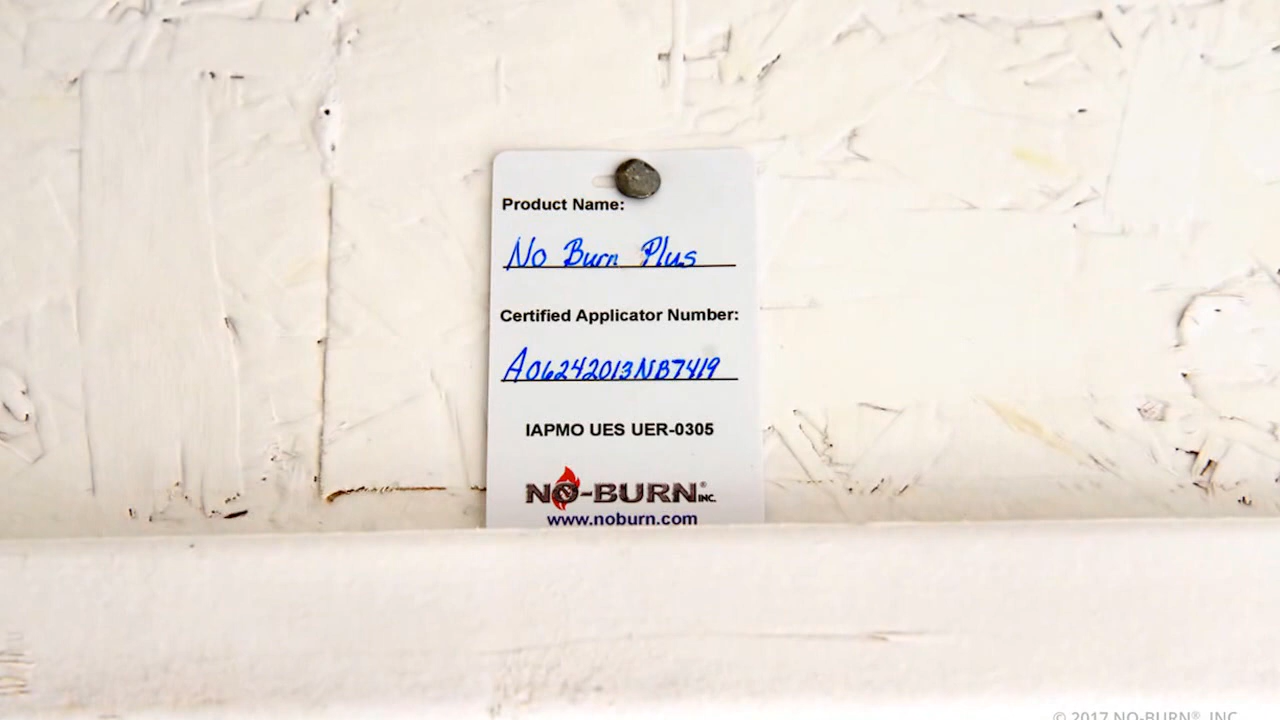 Product Name:
No Burn Plus
Certified Applicator Number:
A06242013NB7419
IAPMO UES UER-0305
NO-BURN® INC.
www.noburn.com
© 2017 NO-BURN®, INC.